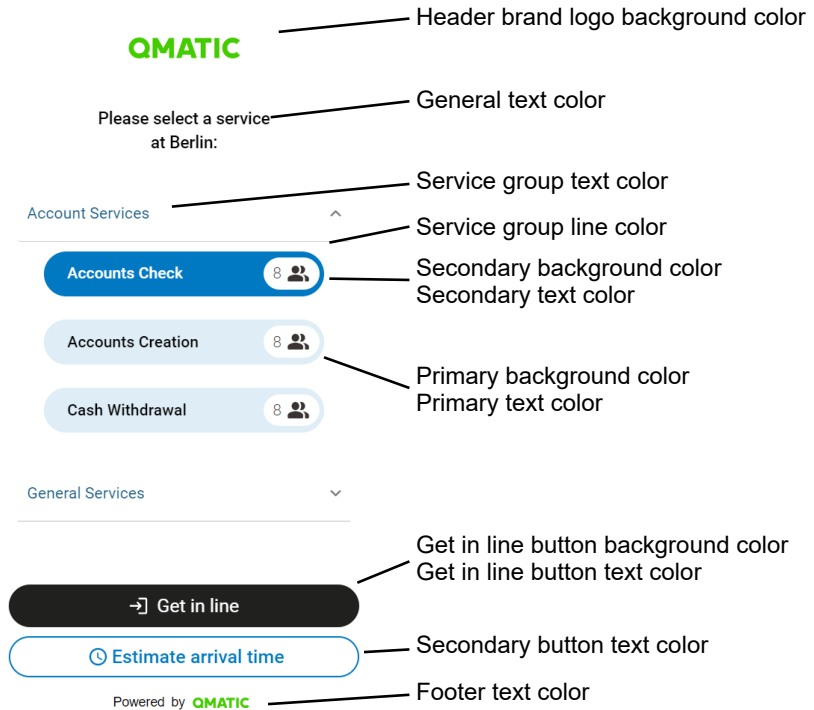 Header brand logo background color
QMATIC
General text color
Please select a service
at Berlin:
Service group text color
Account Services
Service group line color
Accounts Check 8
Secondary background color
Secondary text color
Accounts Creation 8
Primary background color
Primary text color
Cash Withdrawal 8
General Services
Get in line button background color
Get in line button text color
Get in line
Estimate arrival time
Secondary button text color
Powered by QMATIC
Footer text color